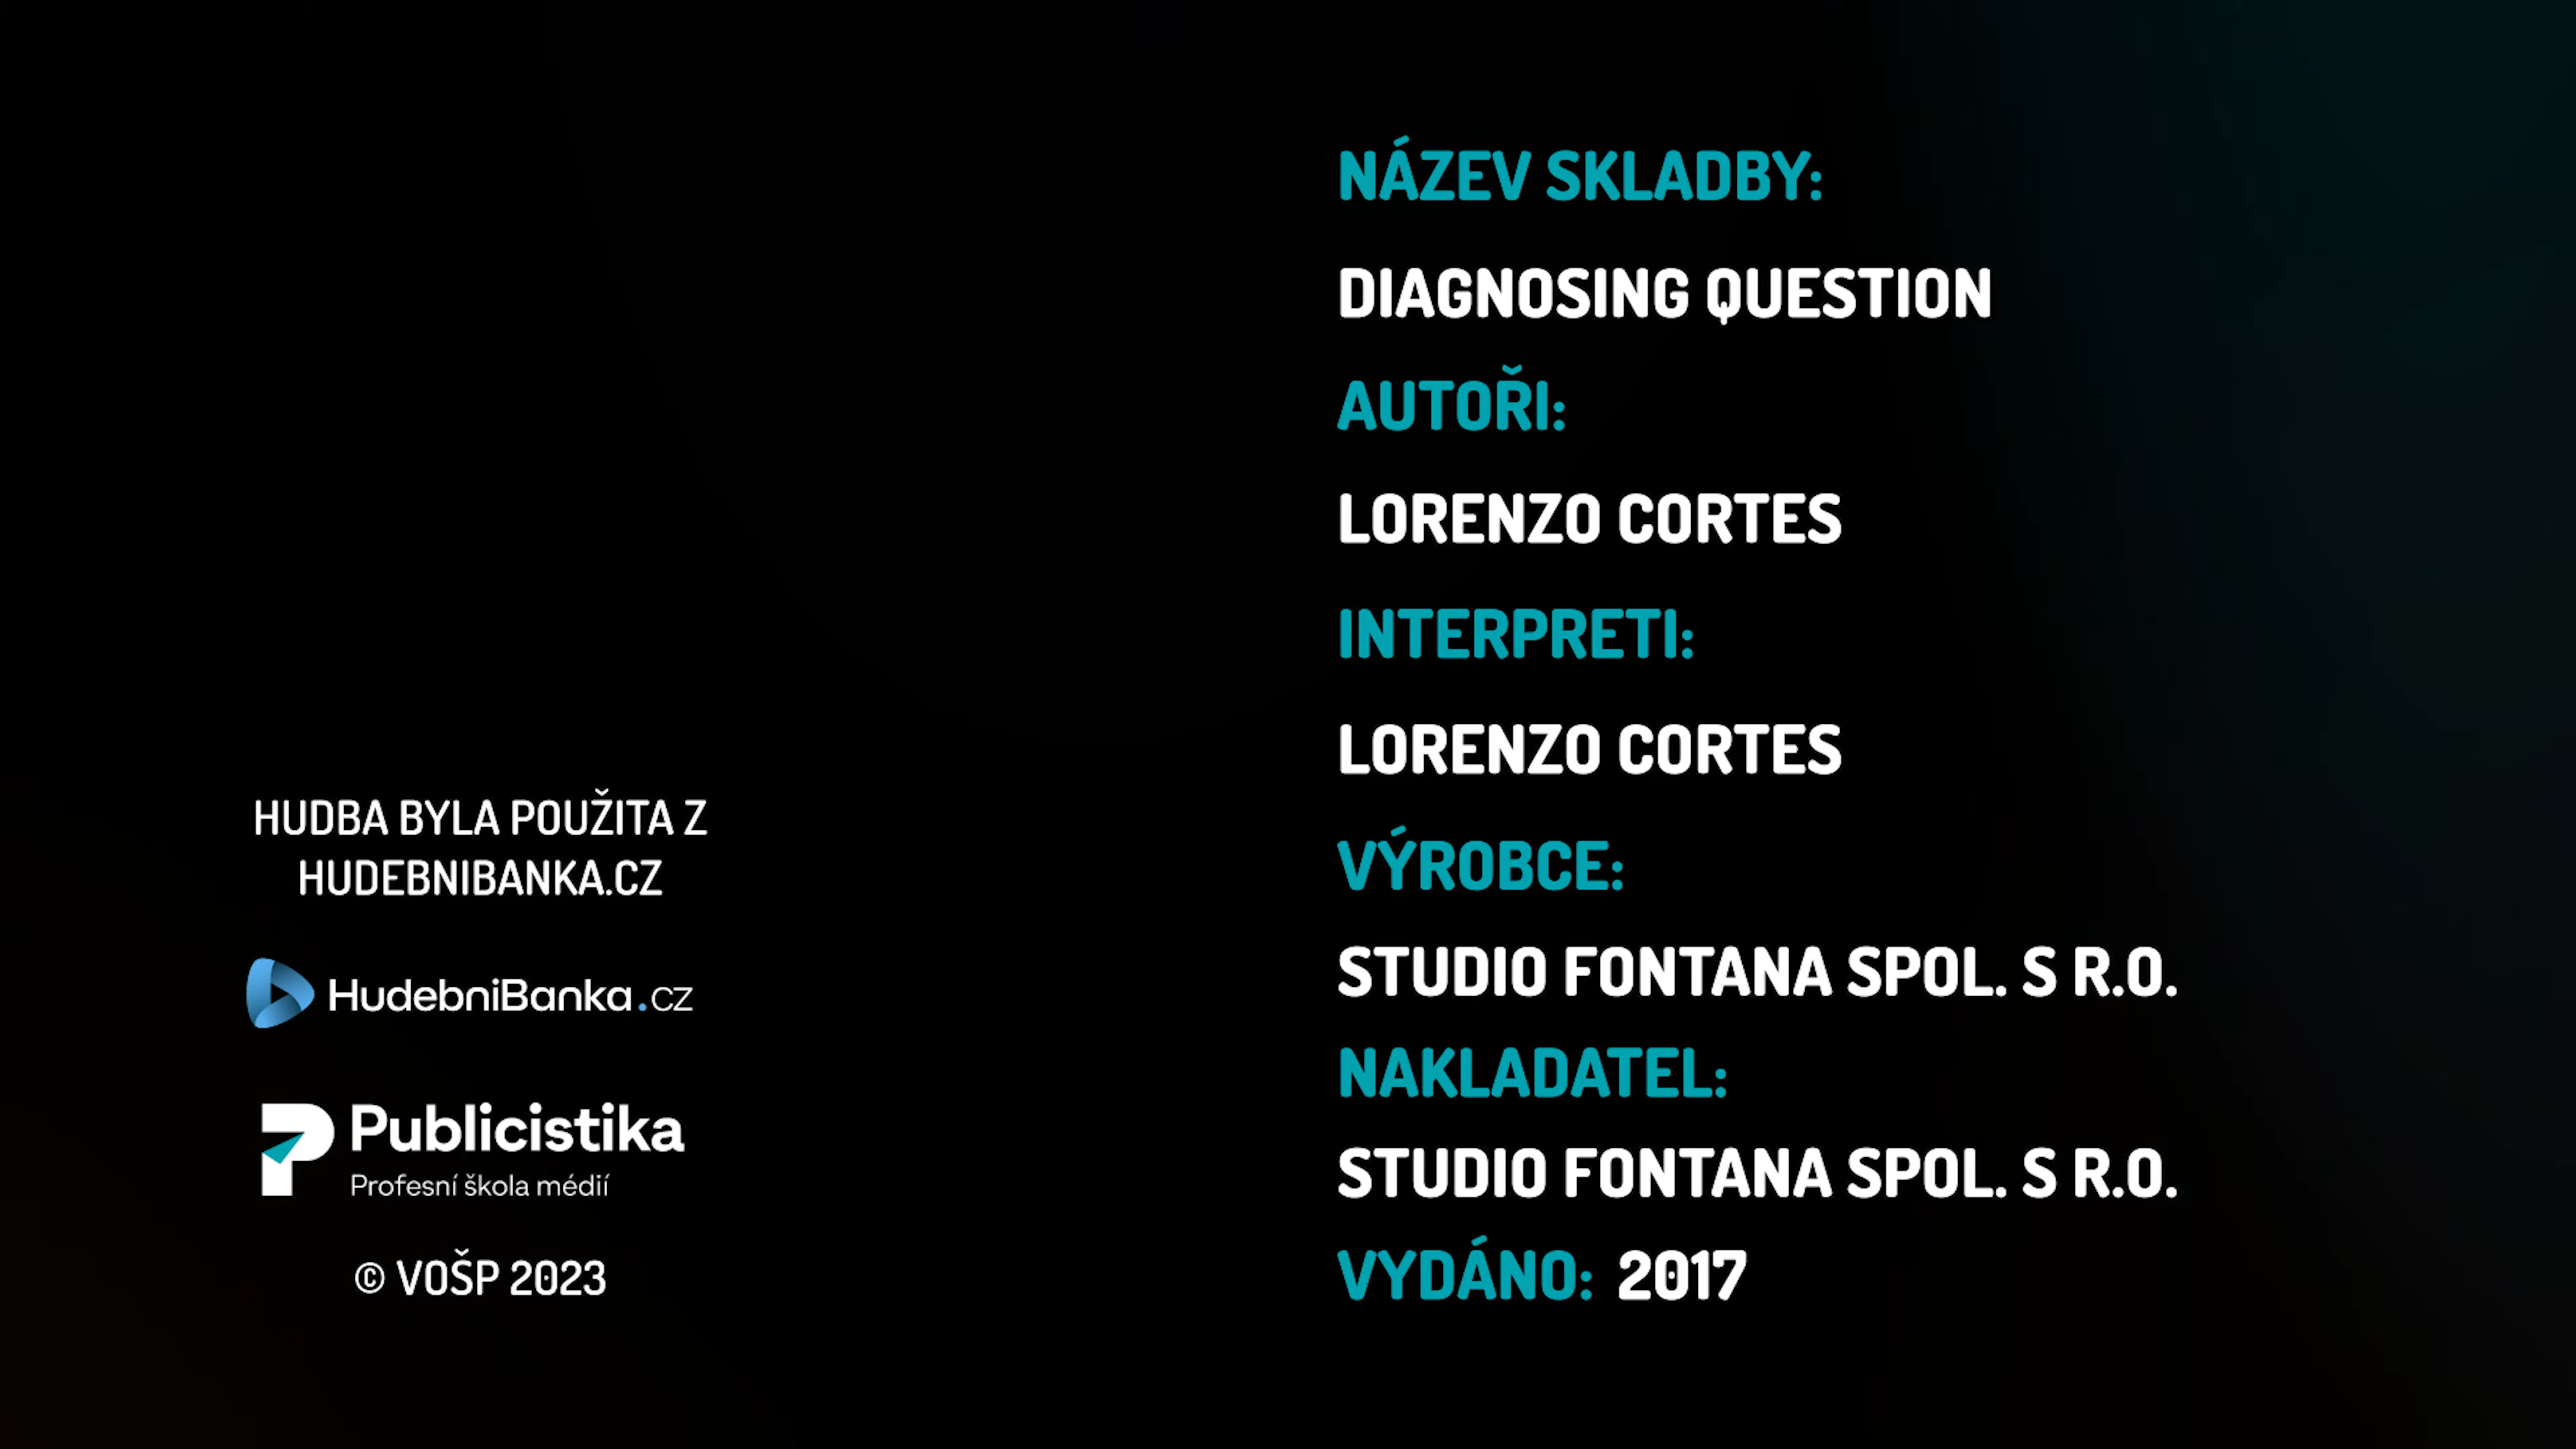 HUDBA BYLA POUŽITA Z
HUDEBNIBANKA.CZ
HudebniBanka.cz
Publicistika
Profesní škola médií
© VOŠP 2023
NÁZEV SKLADBY:
DIAGNOSING QUESTION
AUTOŘI:
LORENZO CORTES
INTERPRETI:
LORENZO CORTES
VÝROBCE:
STUDIO FONTANA SPOL. S R.O.
NAKLADATEL:
STUDIO FONTANA SPOL. S R.O.
VYDÁNO: 2017